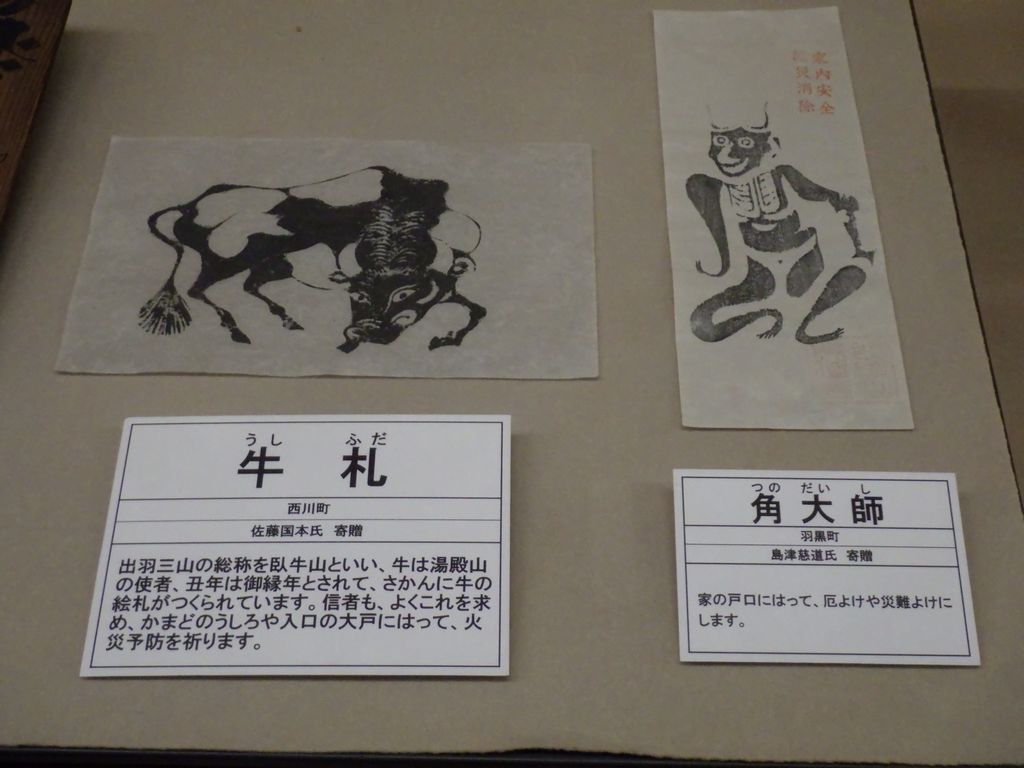 家内安全
災消除
うし ふだ
牛 札
西川町
佐藤国本氏 寄贈
出羽三山の総称を臥牛山といい、牛は湯殿山
の使者、丑年は御縁年とされて、さかんに牛の
絵札がつくられています。信者も、よくこれを求
め、かまどのうしろや入口の大戸にはって、火
災予防を祈ります。
つの だい し
角 大 師
羽黒町
島津慈道氏 寄贈
家の戸口にはって、厄よけや災難よけに
します。